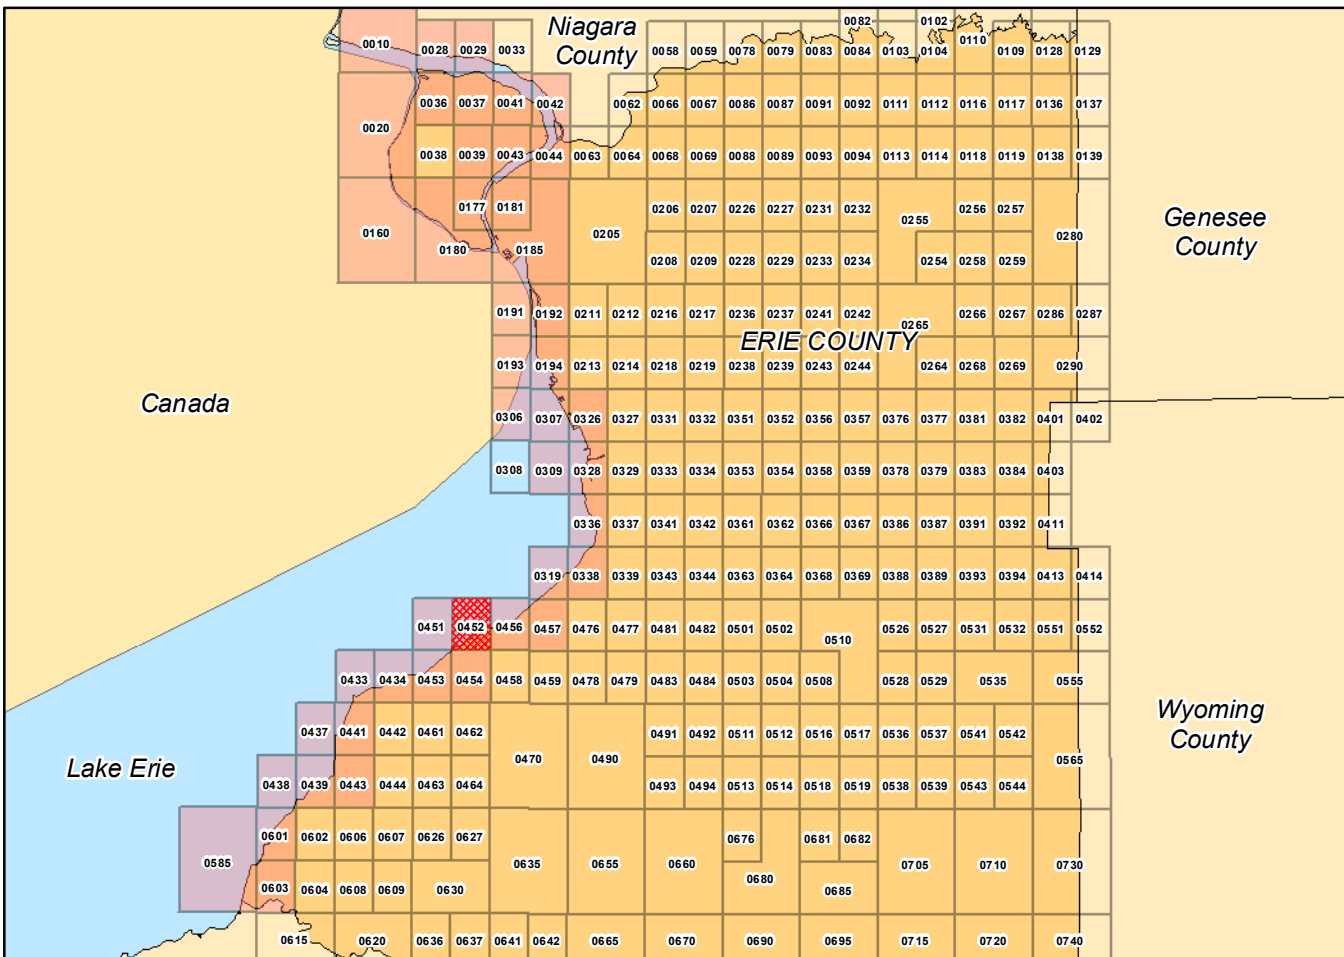 0082 0102
Niagara
County
0010 0028 0029 0033 0058 0059 0078 0079 0083 0084 0103 0104 0110 0109 0128 0129
0036 0037 0041 0042 0062 0066 0067 0086 0087 0091 0092 0111 0112 0116 0117 0136 0137
0020
0038 0039 0043 0044 0063 0064 0068 0069 0088 0089 0093 0094 0113 0114 0118 0119 0138 0139
0177 0181 0206 0207 0226 0227 0231 0232 0255 0256 0257
Genesee
County
0160 0180 0185 0205 0280
0208 0209 0228 0229 0233 0234 0254 0258 0259
0191 0192 0211 0212 0216 0217 0236 0237 0241 0242 0265 0266 0267 0286 0287
ERIE COUNTY
0193 0194 0213 0214 0218 0219 0238 0239 0243 0244 0264 0268 0269 0290
Canada
0306 0307 0326 0327 0331 0332 0351 0352 0356 0357 0376 0377 0381 0382 0401 0402
0308 0309 0328 0329 0333 0334 0353 0354 0358 0359 0378 0379 0383 0384 0403
0336 0337 0341 0342 0361 0362 0366 0367 0386 0387 0391 0392 0411
0319 0338 0339 0343 0344 0363 0364 0368 0369 0388 0389 0393 0394 0413 0414
0451 0452 0456 0457 0476 0477 0481 0482 0501 0502 0510 0526 0527 0531 0532 0551 0552
0433 0434 0453 0454 0458 0459 0478 0479 0483 0484 0503 0504 0508 0528 0529 0535 0555
Wyoming
County
0437 0441 0442 0461 0462 0470 0490 0491 0492 0511 0512 0516 0517 0536 0537 0541 0542 0565
Lake Erie
0438 0439 0443 0444 0463 0464 0493 0494 0513 0514 0518 0519 0538 0539 0543 0544
0601 0602 0606 0607 0626 0627 0676 0681 0682
0585 0635 0655 0660 0680 0705 0710 0730
0603 0604 0608 0609 0630 0685
0615 0620 0636 0637 0641 0642 0665 0670 0690 0695 0715 0720 0740